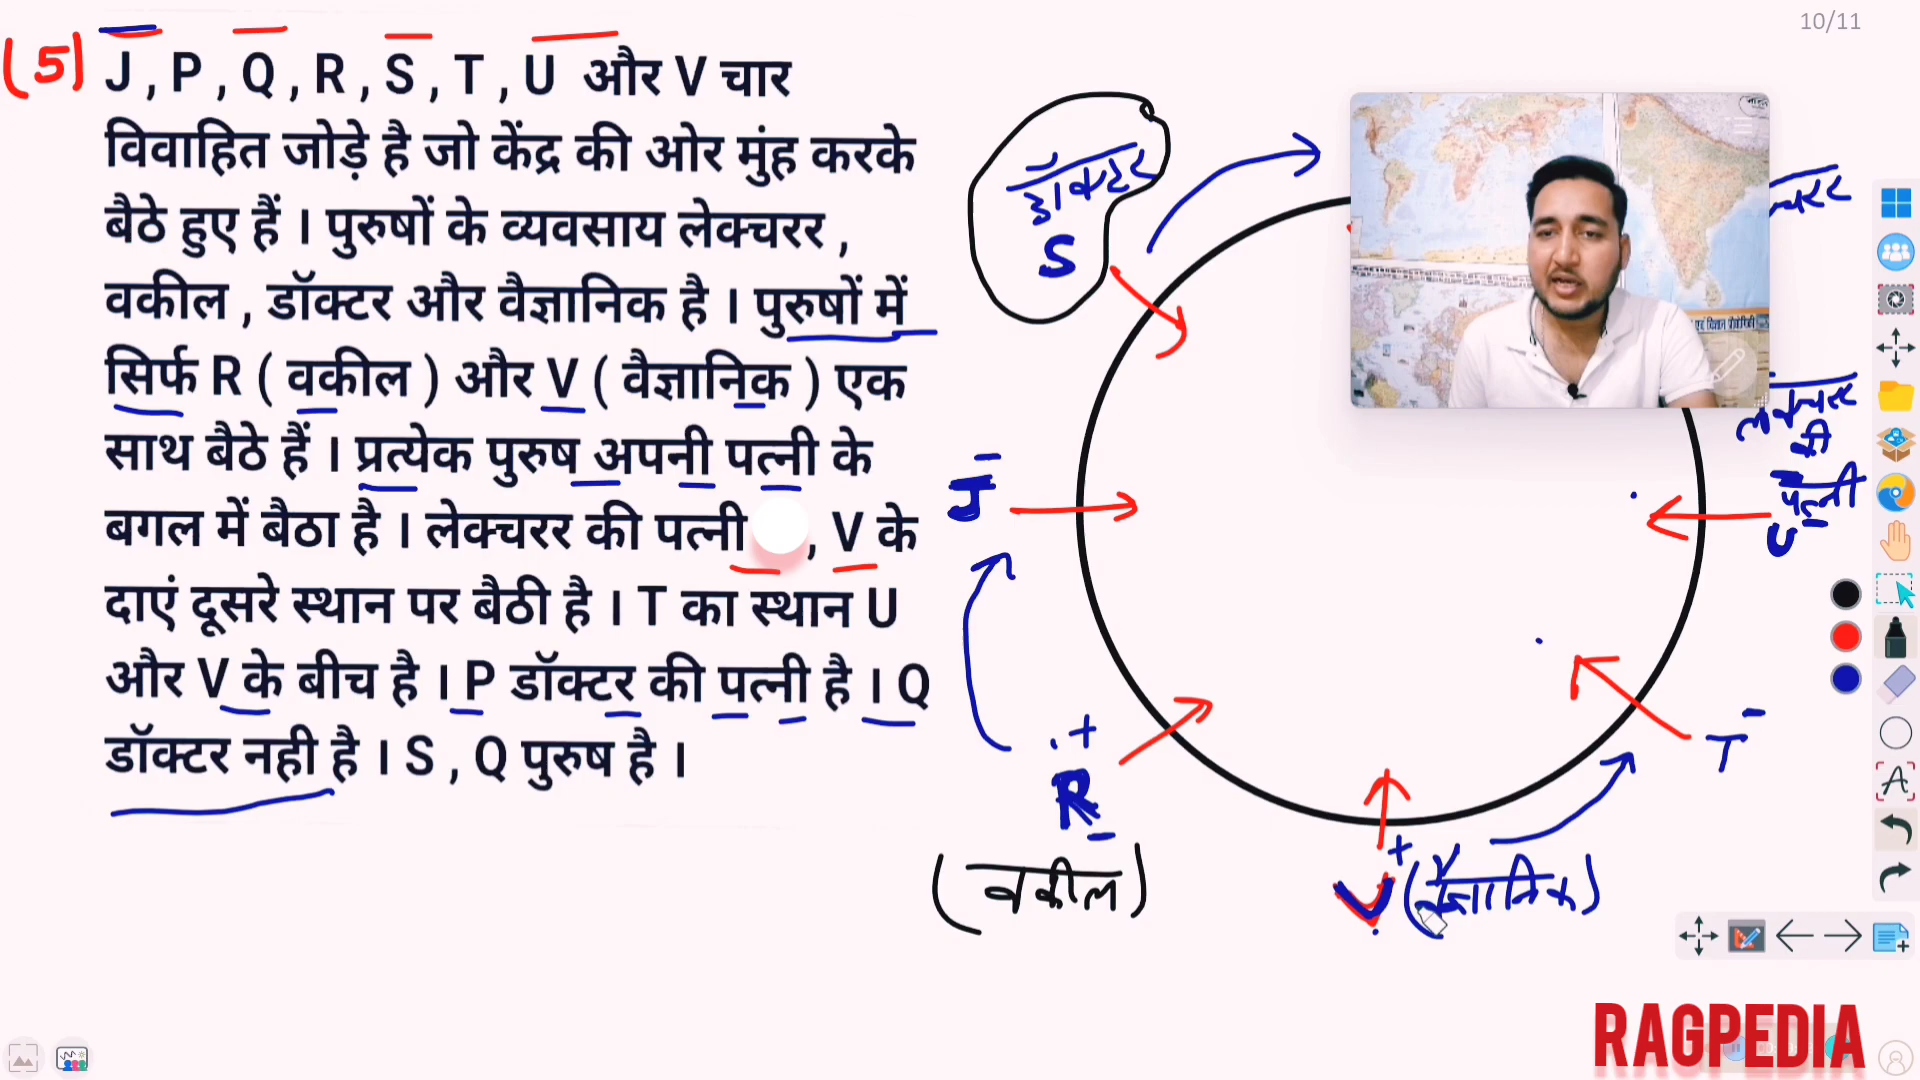 10/11
(5) J , P , Q , R , S , T , U और V चार
विवाहित जोड़े है जो केंद्र की ओर मुंह करके
बैठे हुए हैं । पुरुषों के व्यवसाय लेक्चरर ,
वकील , डॉक्टर और वैज्ञानिक है । पुरुषों में
सिर्फ R ( वकील ) और V ( वैज्ञानिक ) एक
साथ बैठे हैं । प्रत्येक पुरुष अपनी पत्नी के
बगल में बैठा है । लेक्चरर की पत्नी , V के
दाएं दूसरे स्थान पर बैठी है । T का स्थान U
और V के बीच है । P डॉक्टर की पत्नी है । Q
डॉक्टर नही है । S , Q पुरुष है ।
डॉक्टर
S
की
पत्नी
U
J
T
R
(वकील)
V (वैज्ञानिक)
RAGPEDIA